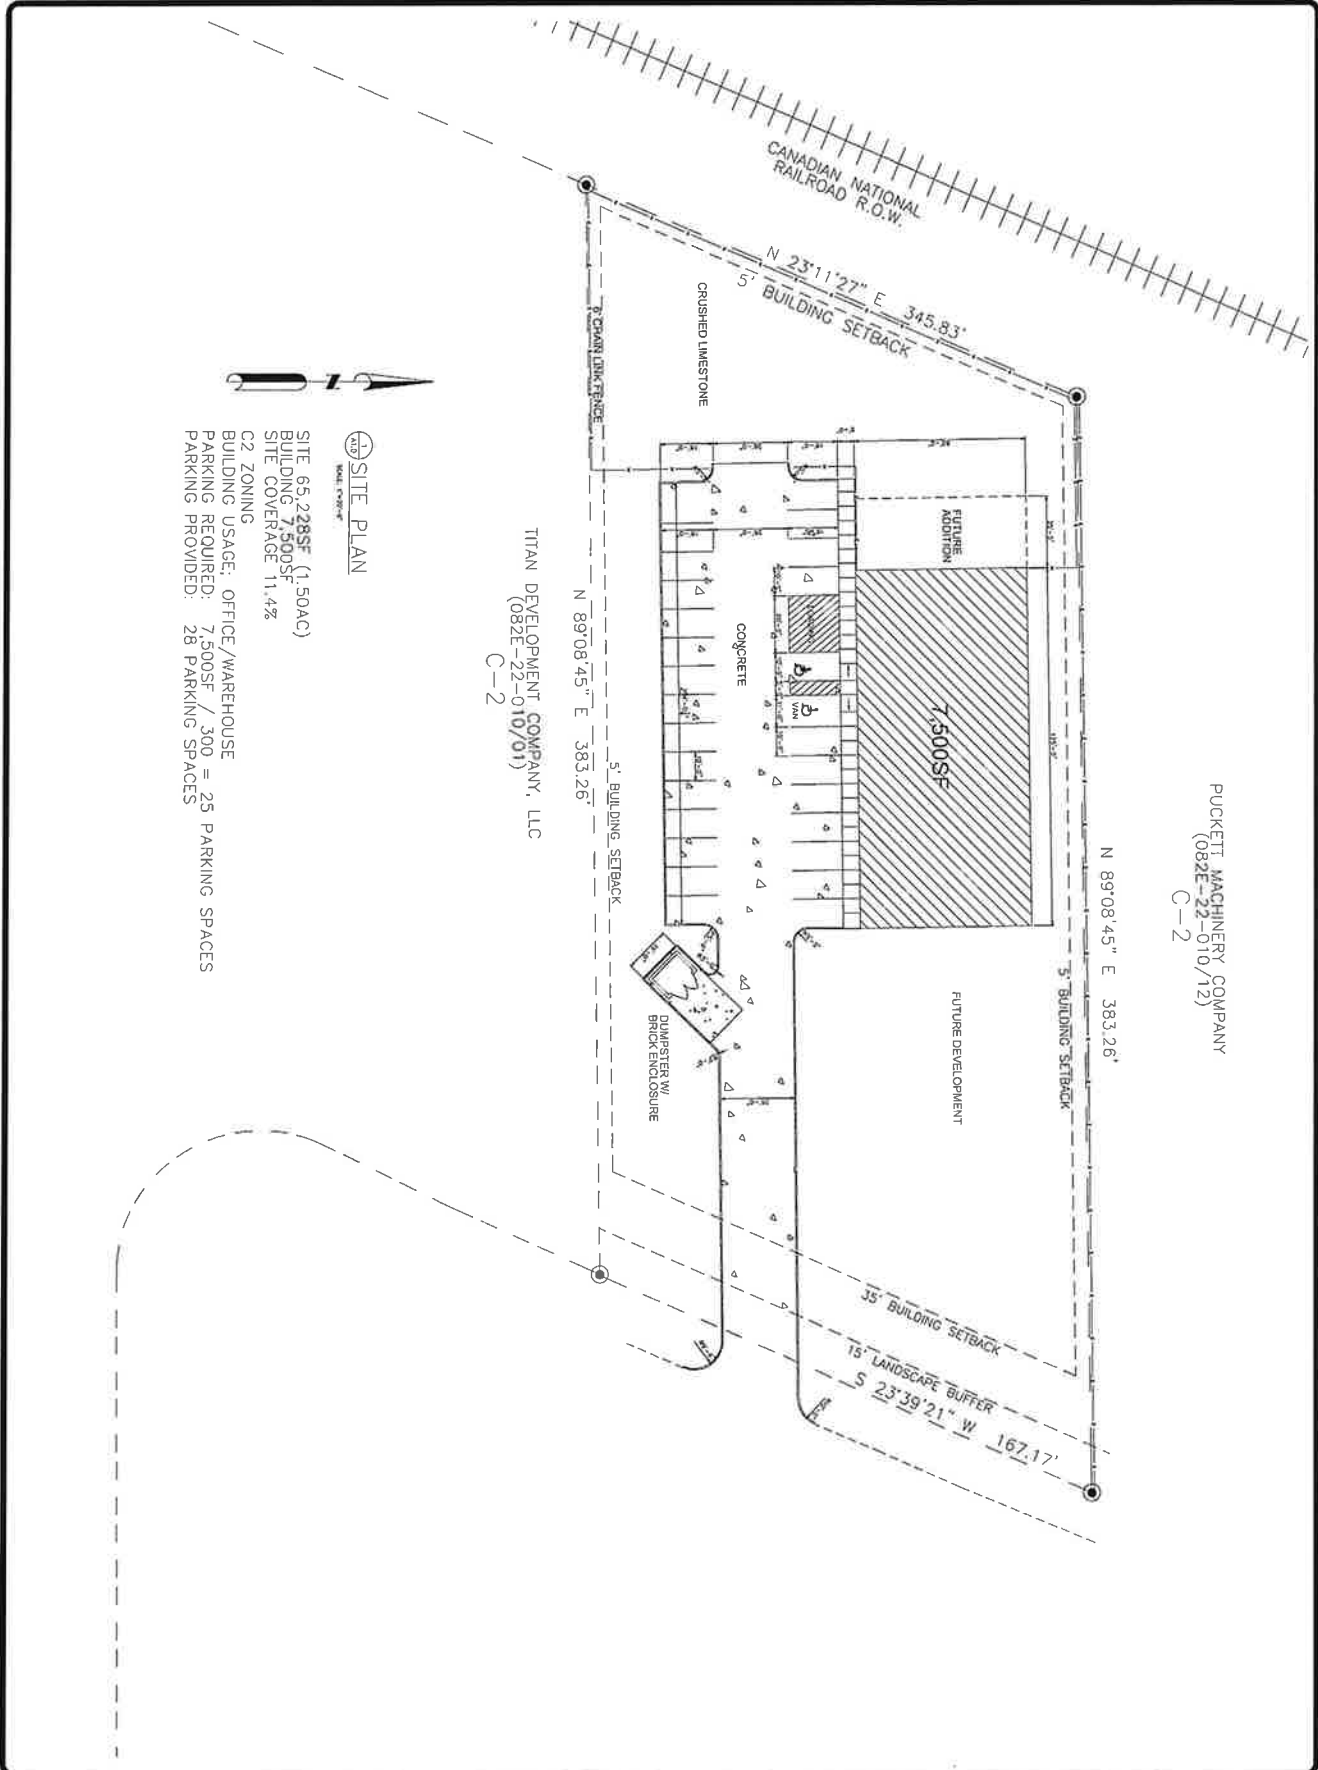 CANADIAN NATIONAL
RAILROAD R.O.W.
N 23°11'27" E 345.83'
5' BUILDING SETBACK
CRUSHED LIMESTONE
6' CHAIN LINK FENCE
PUCKETT MACHINERY COMPANY
(082E-22-010/12)
C-2
N 89°08'45" E 383.26'
5' BUILDING SETBACK
FUTURE
ADDITION
7,500SF
FUTURE DEVELOPMENT
CONCRETE
VAN
DUMPSTER W/
BRICK ENCLOSURE
35' BUILDING SETBACK
15' LANDSCAPE BUFFER
S 23°39'21" W 167.17'
5' BUILDING SETBACK
N 89°08'45" E 383.26'
TITAN DEVELOPMENT COMPANY, LLC
(082E-22-010/01)
C-2
N
1
A1.0
SITE PLAN
SITE 65,228SF (1.50AC)
BUILDING 7,500SF
SITE COVERAGE 11.4%
C2 ZONING
BUILDING USAGE: OFFICE/WAREHOUSE
PARKING REQUIRED: 7,500SF / 300 = 25 PARKING SPACES
PARKING PROVIDED: 28 PARKING SPACES